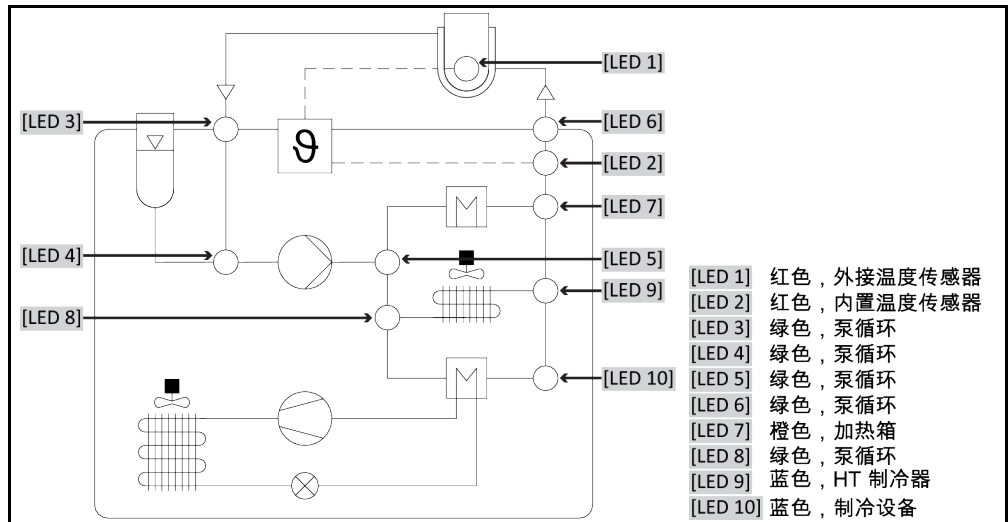 [LED 1]
[LED 3]
[LED 6]
ϑ
[LED 2]
[LED 7]
[LED 4]
[LED 5]
[LED 9]
[LED 8]
[LED 10]
[LED 1] 红色，外接温度传感器
[LED 2] 红色，内置温度传感器
[LED 3] 绿色，泵循环
[LED 4] 绿色，泵循环
[LED 5] 绿色，泵循环
[LED 6] 绿色，泵循环
[LED 7] 橙色，加热箱
[LED 8] 绿色，泵循环
[LED 9] 蓝色，HT 制冷器
[LED 10] 蓝色，制冷设备